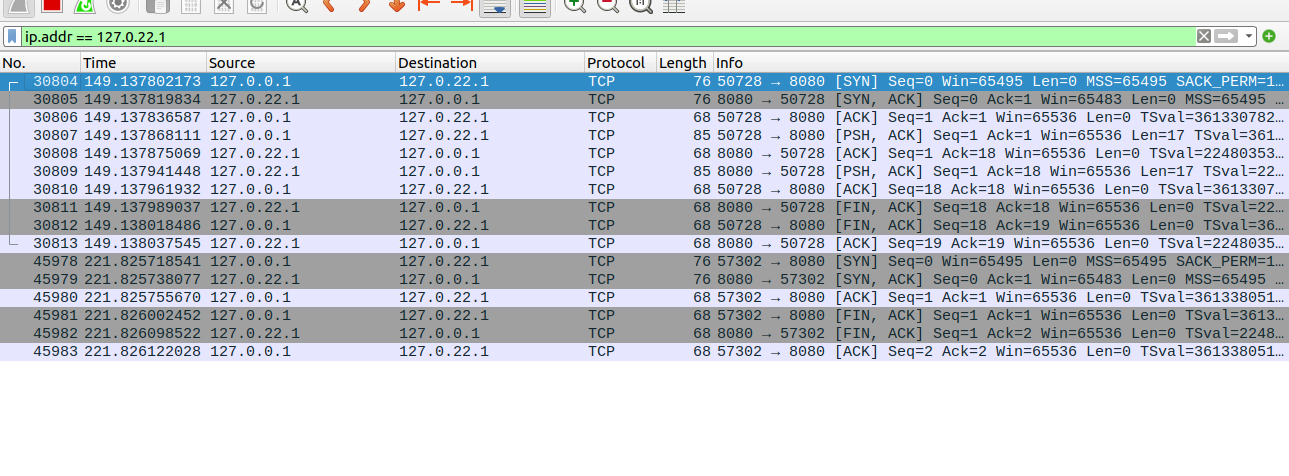 ip.addr == 127.0.22.1
No. Time Source Destination Protocol Length Info
30804 149.137802173 127.0.0.1 127.0.22.1 TCP 76 50728 → 8080 [SYN] Seq=0 Win=65495 Len=0 MSS=65495 SACK_PERM=1…
30805 149.137819834 127.0.22.1 127.0.0.1 TCP 76 8080 → 50728 [SYN, ACK] Seq=0 Ack=1 Win=65483 Len=0 MSS=65495 …
30806 149.137836587 127.0.0.1 127.0.22.1 TCP 68 50728 → 8080 [ACK] Seq=1 Ack=1 Win=65536 Len=0 TSval=361330782…
30807 149.137868111 127.0.0.1 127.0.22.1 TCP 85 50728 → 8080 [PSH, ACK] Seq=1 Ack=1 Win=65536 Len=17 TSval=361…
30808 149.137875069 127.0.22.1 127.0.0.1 TCP 68 8080 → 50728 [ACK] Seq=1 Ack=18 Win=65536 Len=0 TSval=22480353…
30809 149.137941448 127.0.22.1 127.0.0.1 TCP 85 8080 → 50728 [PSH, ACK] Seq=1 Ack=18 Win=65536 Len=17 TSval=22…
30810 149.137961932 127.0.0.1 127.0.22.1 TCP 68 50728 → 8080 [ACK] Seq=18 Ack=18 Win=65536 Len=0 TSval=3613307…
30811 149.137989037 127.0.22.1 127.0.0.1 TCP 68 8080 → 50728 [FIN, ACK] Seq=18 Ack=18 Win=65536 Len=0 TSval=22…
30812 149.138018486 127.0.0.1 127.0.22.1 TCP 68 50728 → 8080 [FIN, ACK] Seq=18 Ack=19 Win=65536 Len=0 TSval=36…
30813 149.138037545 127.0.22.1 127.0.0.1 TCP 68 8080 → 50728 [ACK] Seq=19 Ack=19 Win=65536 Len=0 TSval=2248035…
45978 221.825718541 127.0.0.1 127.0.22.1 TCP 76 57302 → 8080 [SYN] Seq=0 Win=65495 Len=0 MSS=65495 SACK_PERM=1…
45979 221.825738077 127.0.22.1 127.0.0.1 TCP 76 8080 → 57302 [SYN, ACK] Seq=0 Ack=1 Win=65483 Len=0 MSS=65495 …
45980 221.825755670 127.0.0.1 127.0.22.1 TCP 68 57302 → 8080 [ACK] Seq=1 Ack=1 Win=65536 Len=0 TSval=361338051…
45981 221.826002452 127.0.0.1 127.0.22.1 TCP 68 57302 → 8080 [FIN, ACK] Seq=1 Ack=1 Win=65536 Len=0 TSval=3613…
45982 221.826098522 127.0.22.1 127.0.0.1 TCP 68 8080 → 57302 [FIN, ACK] Seq=1 Ack=2 Win=65536 Len=0 TSval=2248…
45983 221.826122028 127.0.0.1 127.0.22.1 TCP 68 57302 → 8080 [ACK] Seq=2 Ack=2 Win=65536 Len=0 TSval=361338051…